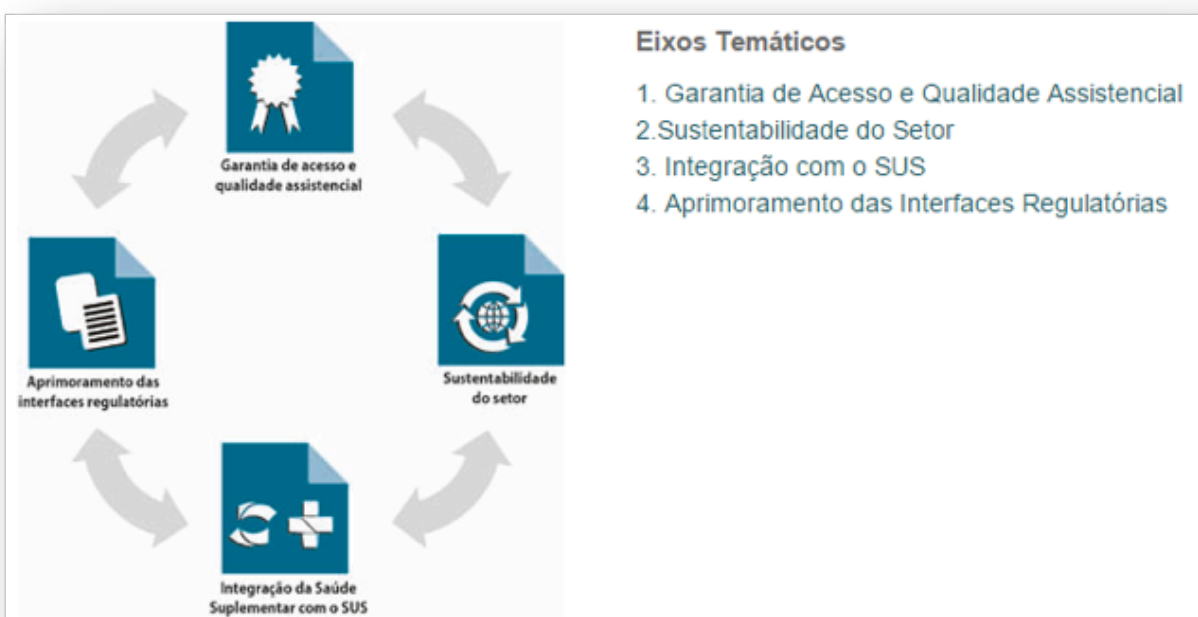 Garantia de acesso e
qualidade assistencial
Aprimoramento das
interfaces regulatórias
Sustentabilidade
do setor
Integração da Saúde
Suplementar com o SUS
Eixos Temáticos
1. Garantia de Acesso e Qualidade Assistencial
2.Sustentabilidade do Setor
3. Integração com o SUS
4. Aprimoramento das Interfaces Regulatórias